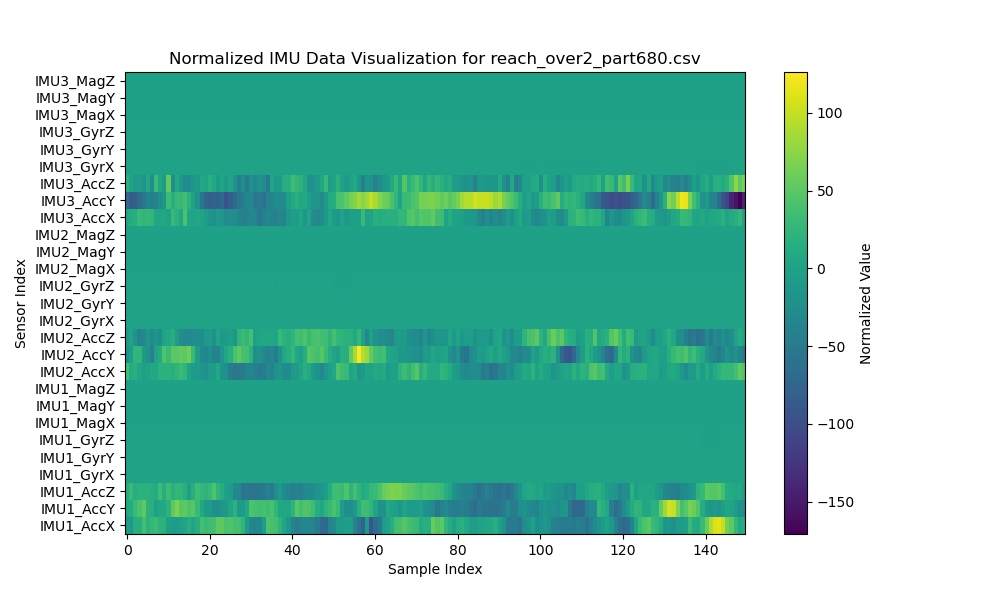 Normalized IMU Data Visualization for reach_over2_part680.csv
IMU3_MagZ
IMU3_MagY
IMU3_MagX
IMU3_GyrZ
IMU3_GyrY
IMU3_GyrX
IMU3_AccZ
IMU3_AccY
IMU3_AccX
IMU2_MagZ
IMU2_MagY
IMU2_MagX
IMU2_GyrZ
IMU2_GyrY
IMU2_GyrX
IMU2_AccZ
IMU2_AccY
IMU2_AccX
IMU1_MagZ
IMU1_MagY
IMU1_MagX
IMU1_GyrZ
IMU1_GyrY
IMU1_GyrX
IMU1_AccZ
IMU1_AccY
IMU1_AccX
Sensor Index
0 20 40 60 80 100 120 140
Sample Index
100
50
0
−50
−100
−150
Normalized Value